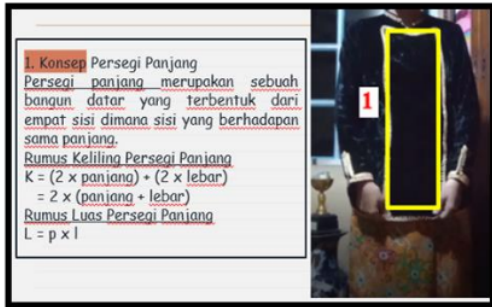 1. Konsep Persegi Panjang
Persegi panjang merupakan sebuah
bangun datar yang terbentuk dari
empat sisi dimana sisi yang berhadapan
sama panjang.
Rumus Keliling Persegi Panjang
K = (2 x panjang) + (2 x lebar)
= 2 x (panjang + lebar)
Rumus Luas Persegi Panjang
L = p x l
1